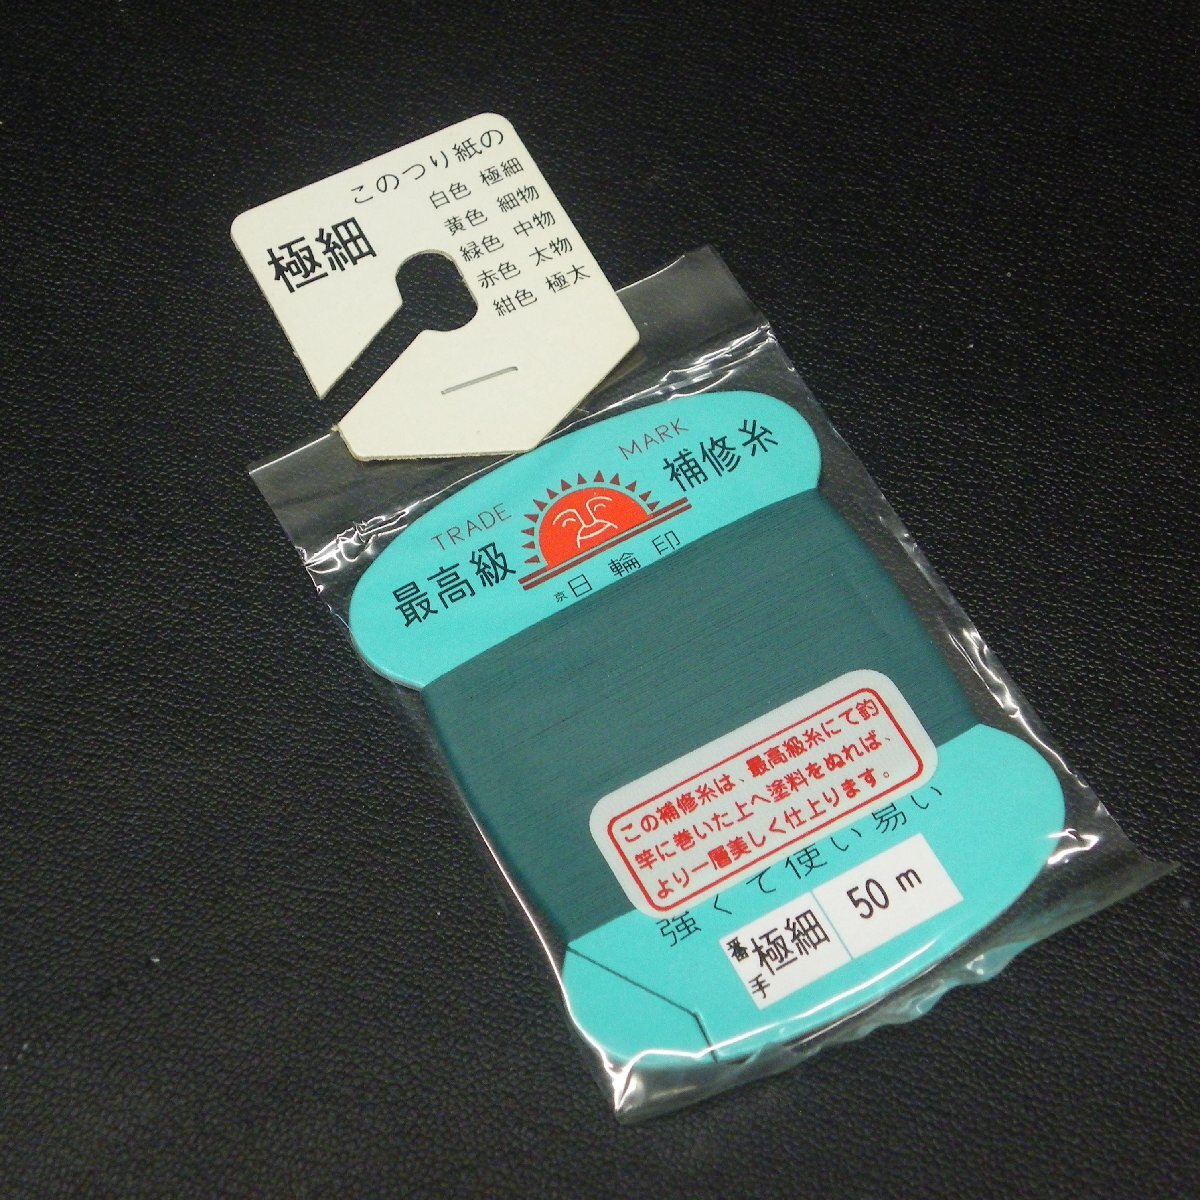 このつり紙の
極細
白色 極細
黄色 細物
緑色 中物
赤色 太物
紺色 極太
TRADE MARK
最高級 補修糸
京 日輪印
この補修糸は、最高級糸にて釣
竿に巻いた上へ塗料をぬれば、
より一層美しく仕上ります。
強くて使い易い
番手 極細 50m